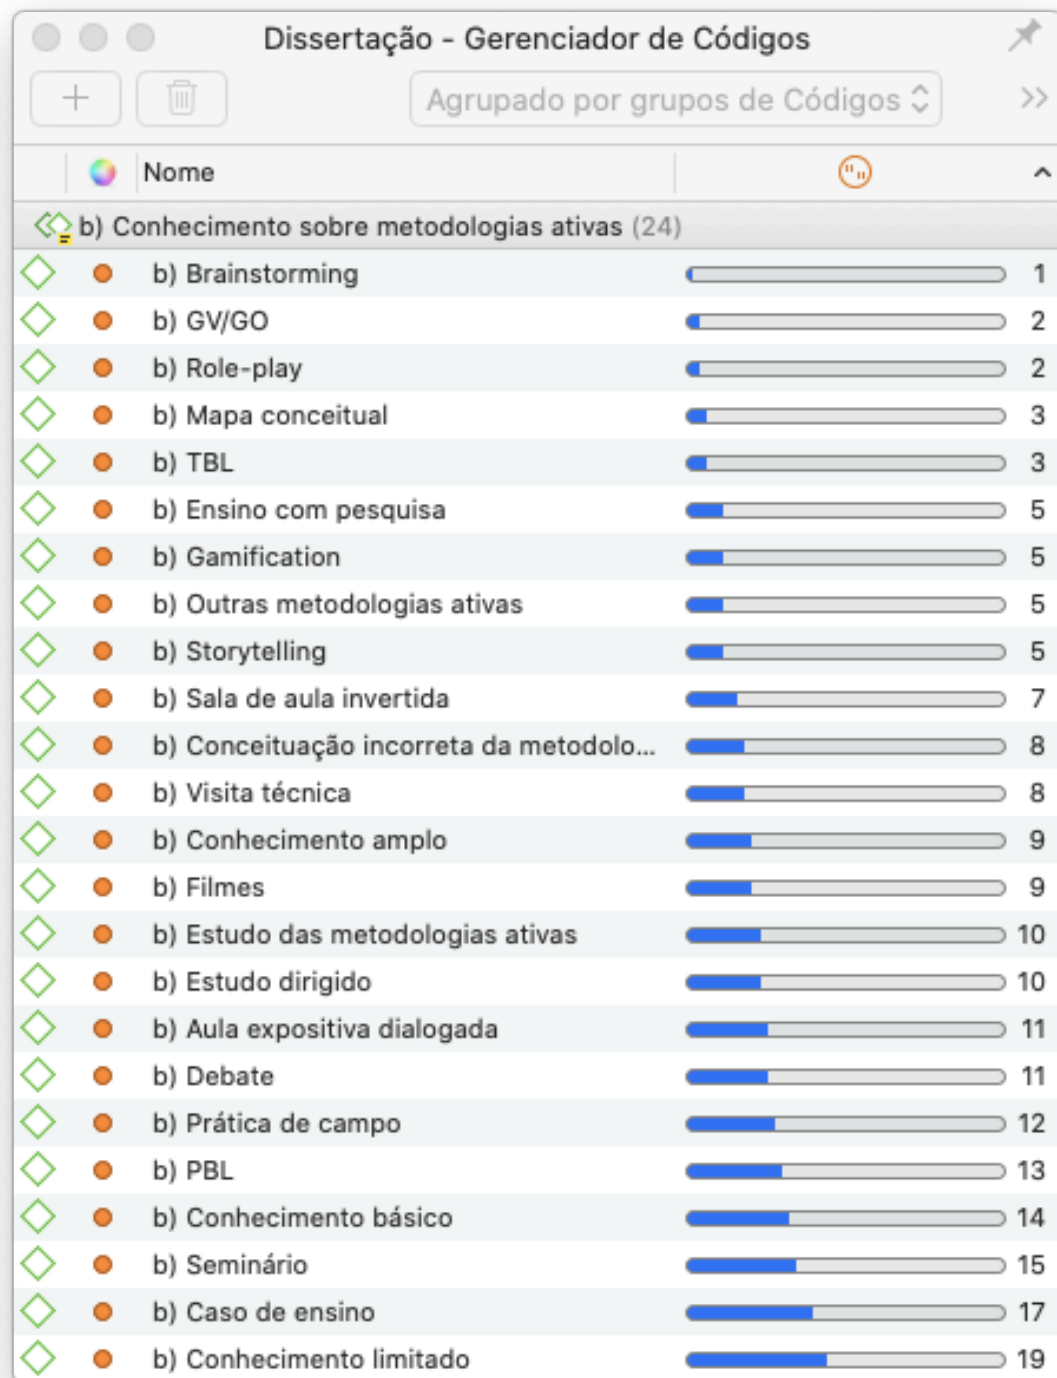 Dissertação - Gerenciador de Códigos
Agrupado por grupos de Códigos
Nome
b) Conhecimento sobre metodologias ativas (24)
b) Brainstorming 1
b) GV/GO 2
b) Role-play 2
b) Mapa conceitual 3
b) TBL 3
b) Ensino com pesquisa 5
b) Gamification 5
b) Outras metodologias ativas 5
b) Storytelling 5
b) Sala de aula invertida 7
b) Conceituação incorreta da metodolo... 8
b) Visita técnica 8
b) Conhecimento amplo 9
b) Filmes 9
b) Estudo das metodologias ativas 10
b) Estudo dirigido 10
b) Aula expositiva dialogada 11
b) Debate 11
b) Prática de campo 12
b) PBL 13
b) Conhecimento básico 14
b) Seminário 15
b) Caso de ensino 17
b) Conhecimento limitado 19